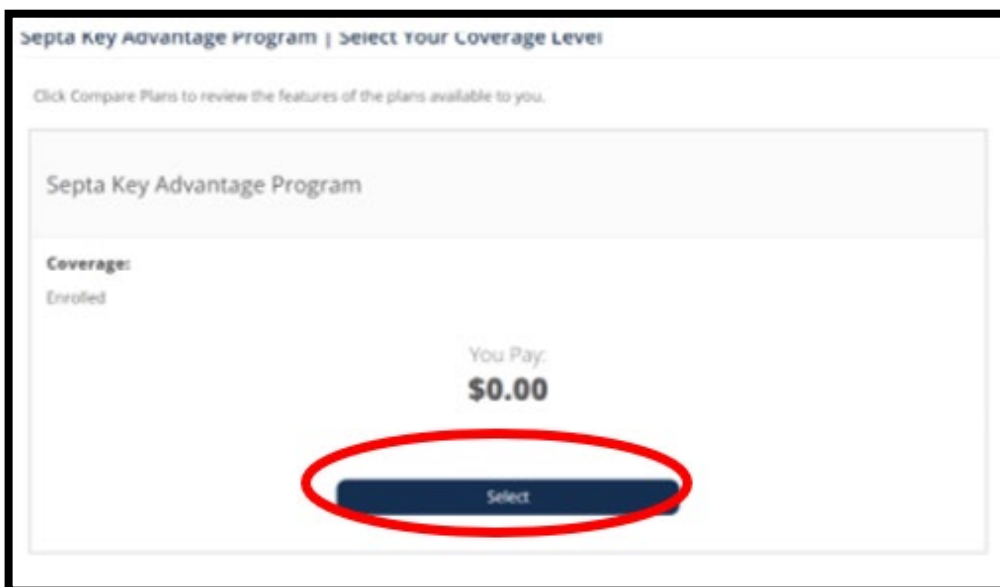 Septa Key Advantage Program | Select Your Coverage Level
Click Compare Plans to review the features of the plans available to you.
Septa Key Advantage Program
Coverage:
Enrolled
You Pay:
$0.00
Select